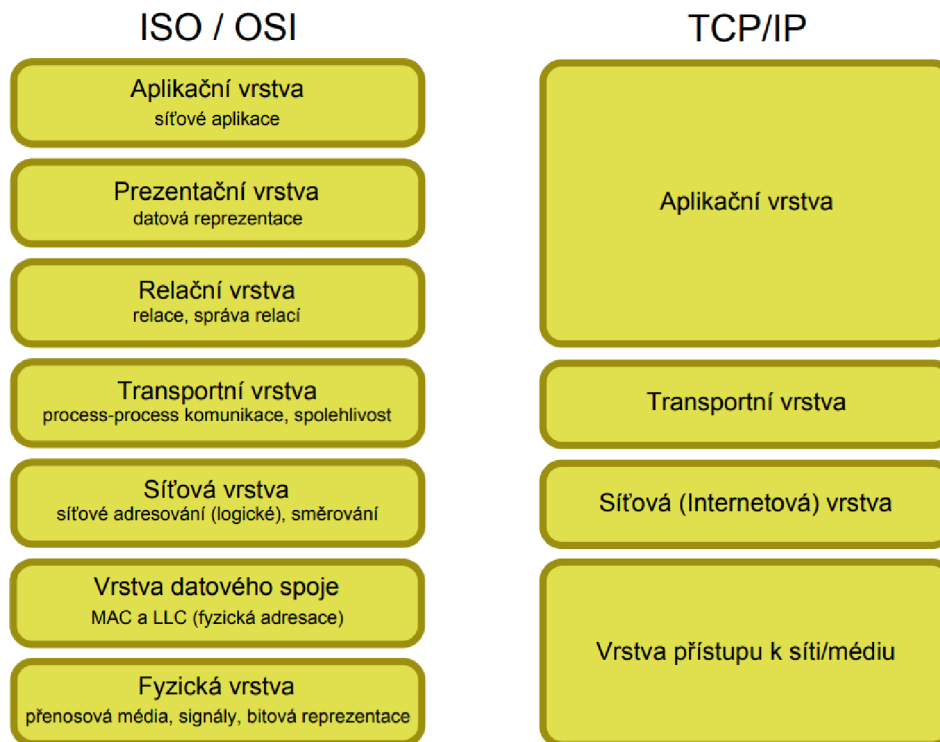 ISO / OSI
Aplikační vrstva
síťové aplikace
Prezentační vrstva
datová reprezentace
Relační vrstva
relace, správa relací
Transportní vrstva
process-process komunikace, spolehlivost
Síťová vrstva
síťové adresování (logické), směrování
Vrstva datového spoje
MAC a LLC (fyzická adresace)
Fyzická vrstva
přenosová média, signály, bitová reprezentace
TCP/IP
Aplikační vrstva
Transportní vrstva
Síťová (Internetová) vrstva
Vrstva přístupu k síti/médiu